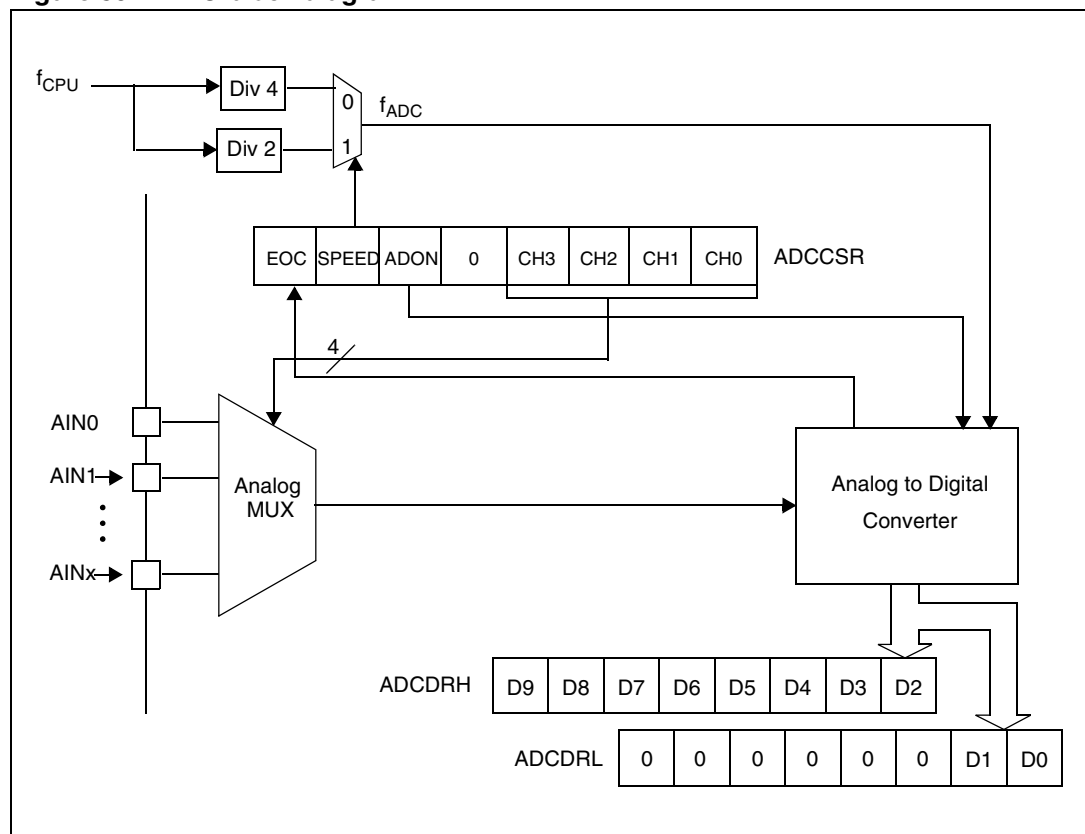 f_CPU
Div 4
0
f_ADC
Div 2
1
EOC SPEED ADON 0 CH3 CH2 CH1 CH0 ADCCSR
4
AIN0
AIN1
AINx
Analog
MUX
Analog to Digital
Converter
ADCDRH D9 D8 D7 D6 D5 D4 D3 D2
ADCDRL 0 0 0 0 0 0 D1 D0